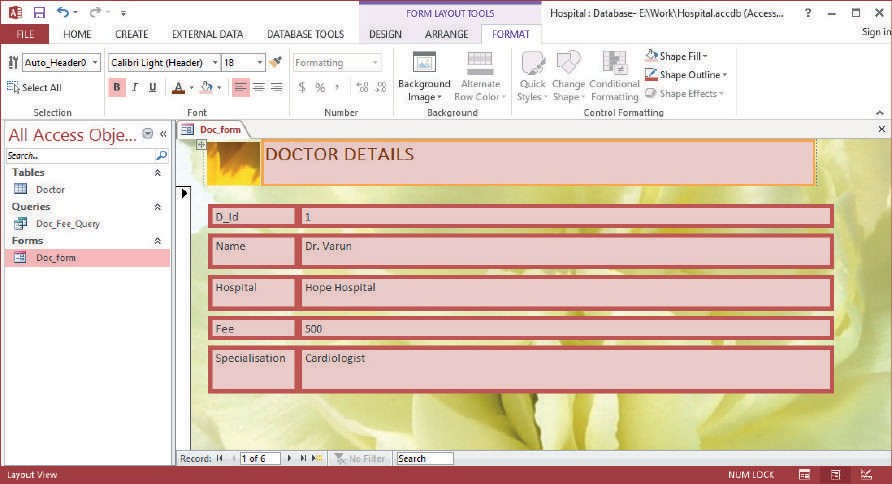 FORM LAYOUT TOOLS
Hospital : Database- E:\Work\Hospital.accdb (Access...
?
FILE HOME CREATE EXTERNAL DATA DATABASE TOOLS DESIGN ARRANGE FORMAT Sign in
Auto_Header0 Calibri Light (Header) 18 Formatting
Select All
B I U A
$ % , .00
Background Image
Alternate Row Color
Quick Styles
Change Shape
Conditional Formatting
Shape Fill
Shape Outline
Shape Effects
Selection Font Number Background Control Formatting
All Access Obje...
Search..
Tables
Doctor
Queries
Doc_Fee_Query
Forms
Doc_form
Doc_form
DOCTOR DETAILS
D_Id 1
Name Dr. Varun
Hospital Hope Hospital
Fee 500
Specialisation Cardiologist
Record: 1 of 6 No Filter Search
Layout View NUM LOCK